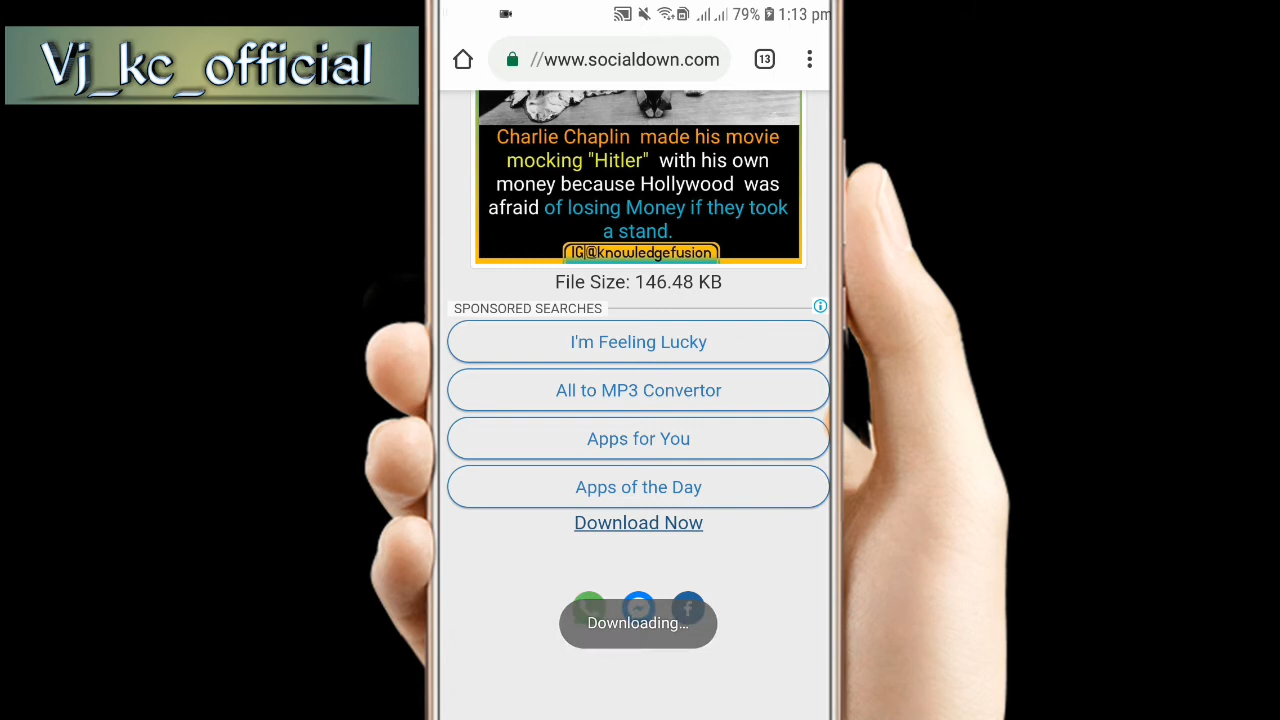 Vj_kc_official
79% 1:13 pm
//www.socialdown.com
13
Charlie Chaplin made his movie
mocking "Hitler" with his own
money because Hollywood was
afraid of losing Money if they took
a stand.
IG@knowledgefusion
File Size: 146.48 KB
SPONSORED SEARCHES
I'm Feeling Lucky
All to MP3 Convertor
Apps for You
Apps of the Day
Download Now
Downloading...